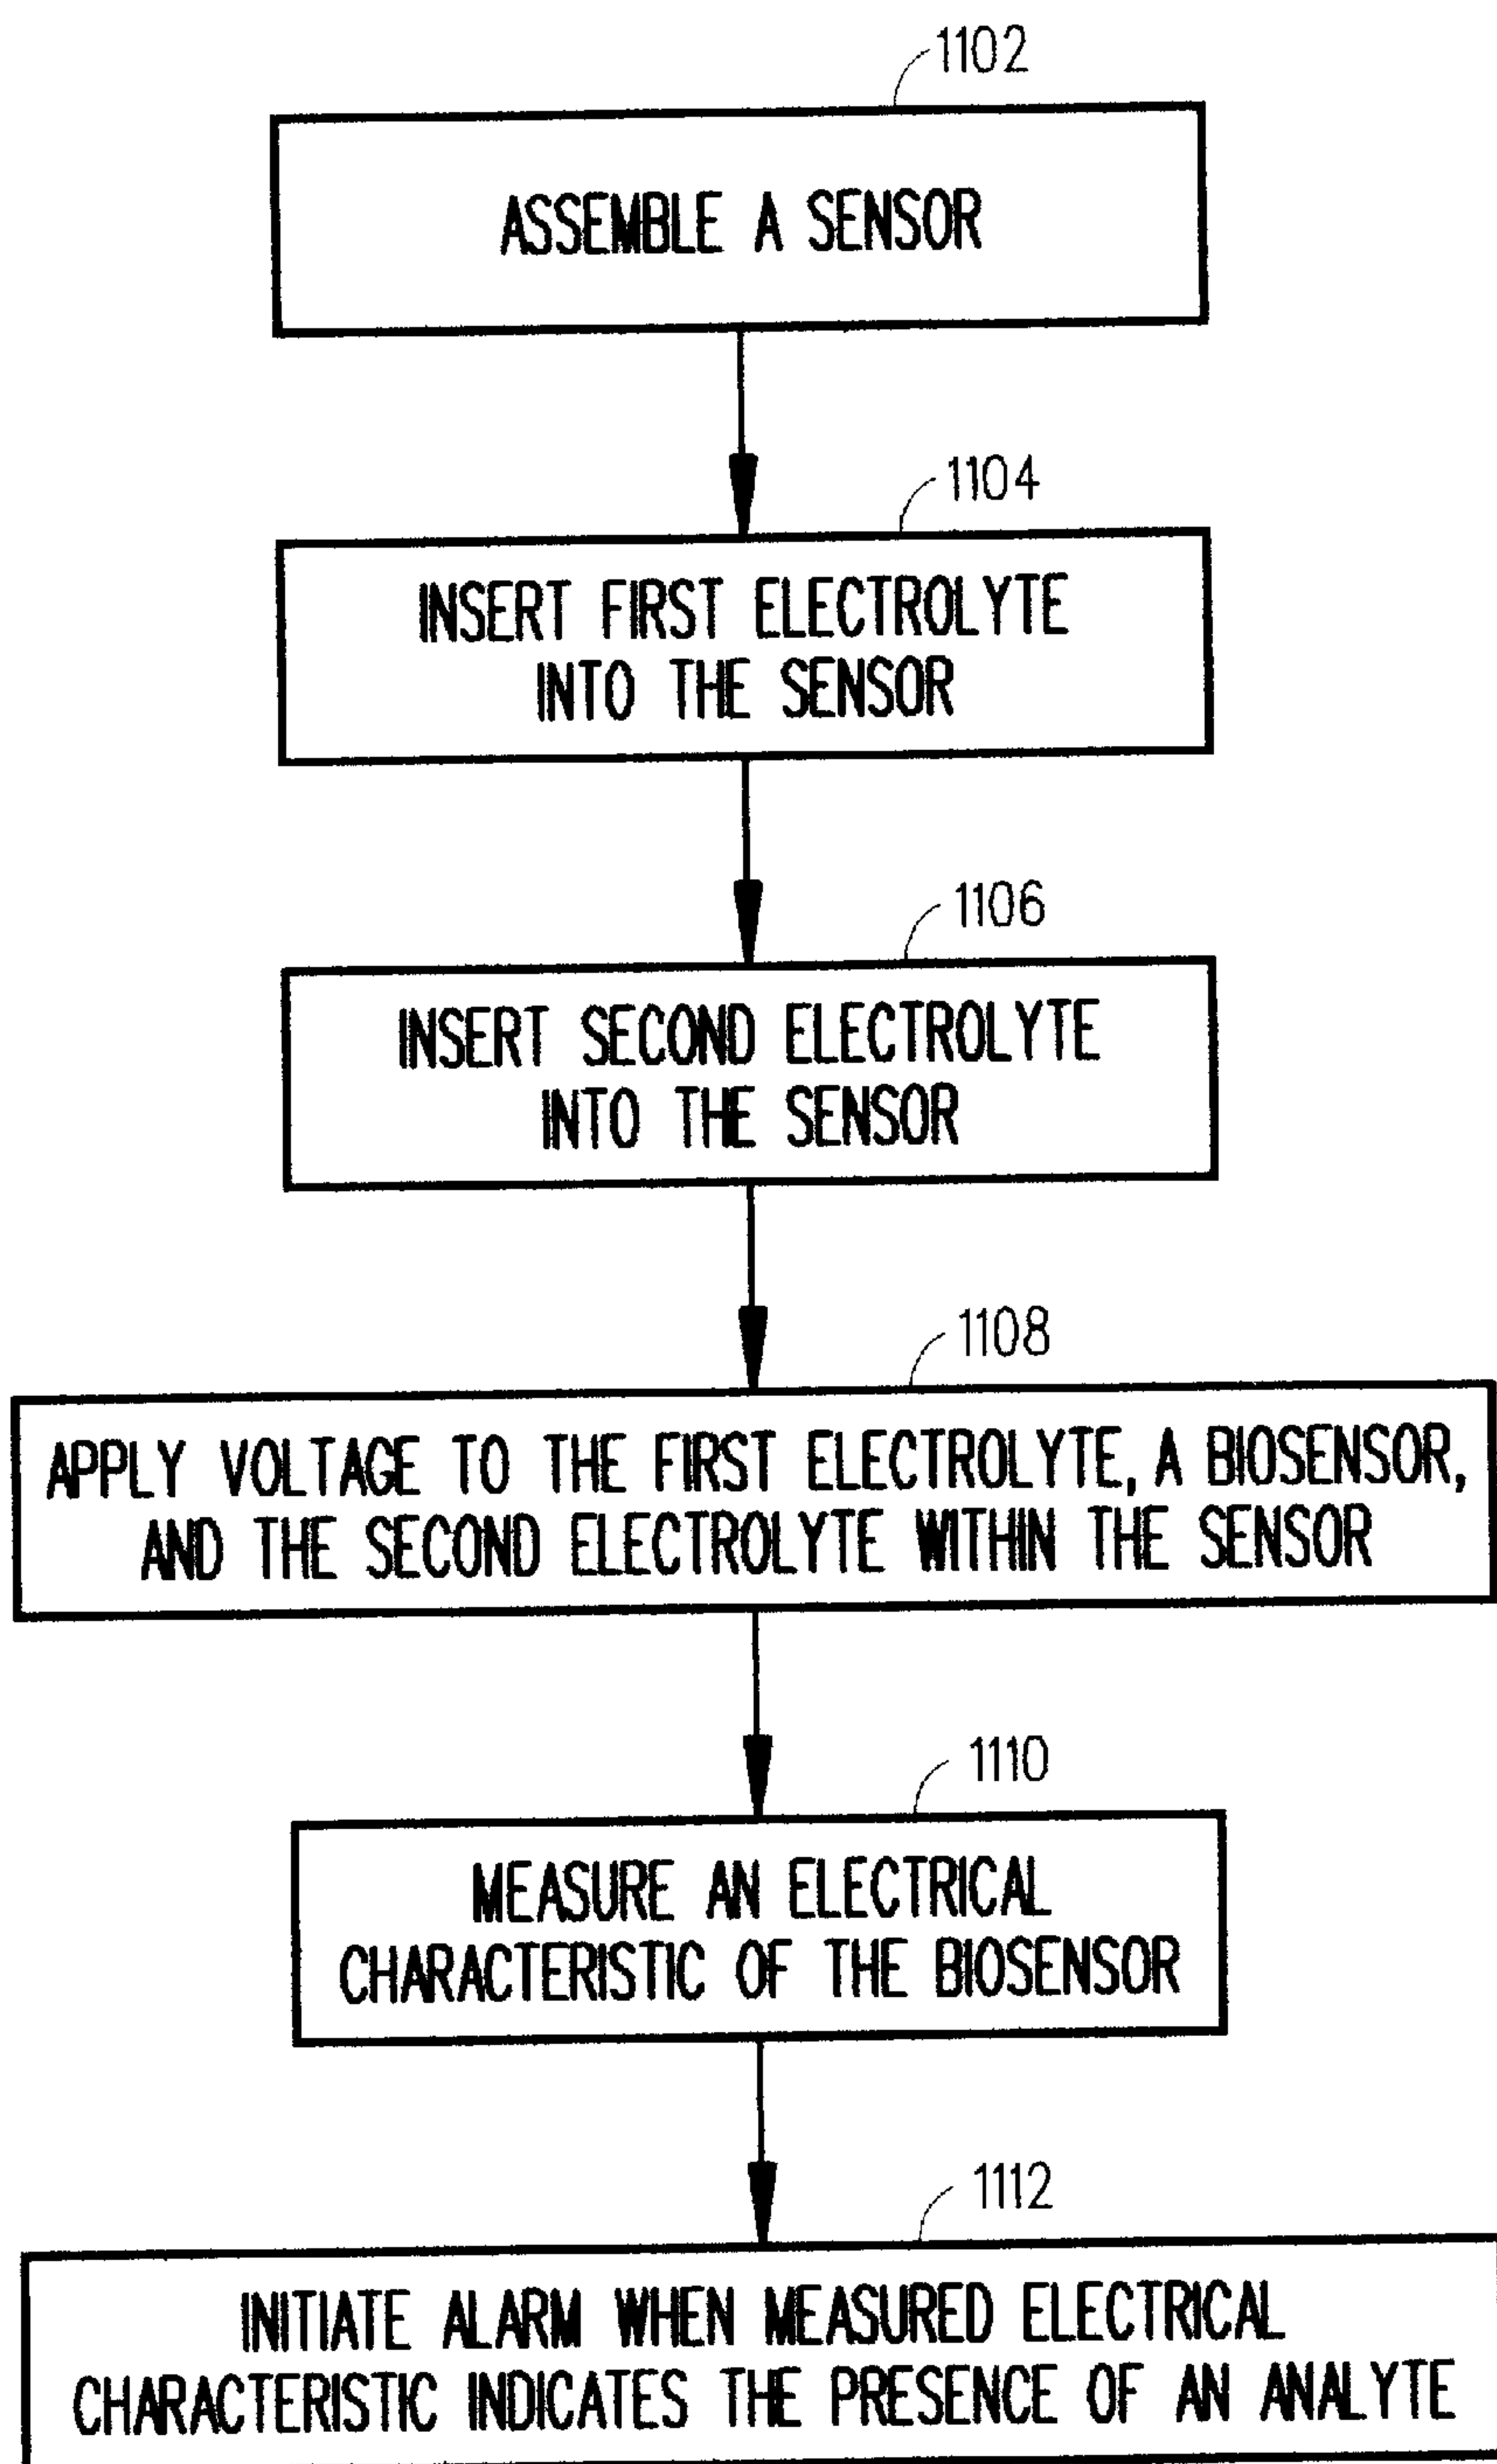 1102
ASSEMBLE A SENSOR
1104
INSERT FIRST ELECTROLYTE
INTO THE SENSOR
1106
INSERT SECOND ELECTROLYTE
INTO THE SENSOR
1108
APPLY VOLTAGE TO THE FIRST ELECTROLYTE, A BIOSENSOR,
AND THE SECOND ELECTROLYTE WITHIN THE SENSOR
1110
MEASURE AN ELECTRICAL
CHARACTERISTIC OF THE BIOSENSOR
1112
INITIATE ALARM WHEN MEASURED ELECTRICAL
CHARACTERISTIC INDICATES THE PRESENCE OF AN ANALYTE